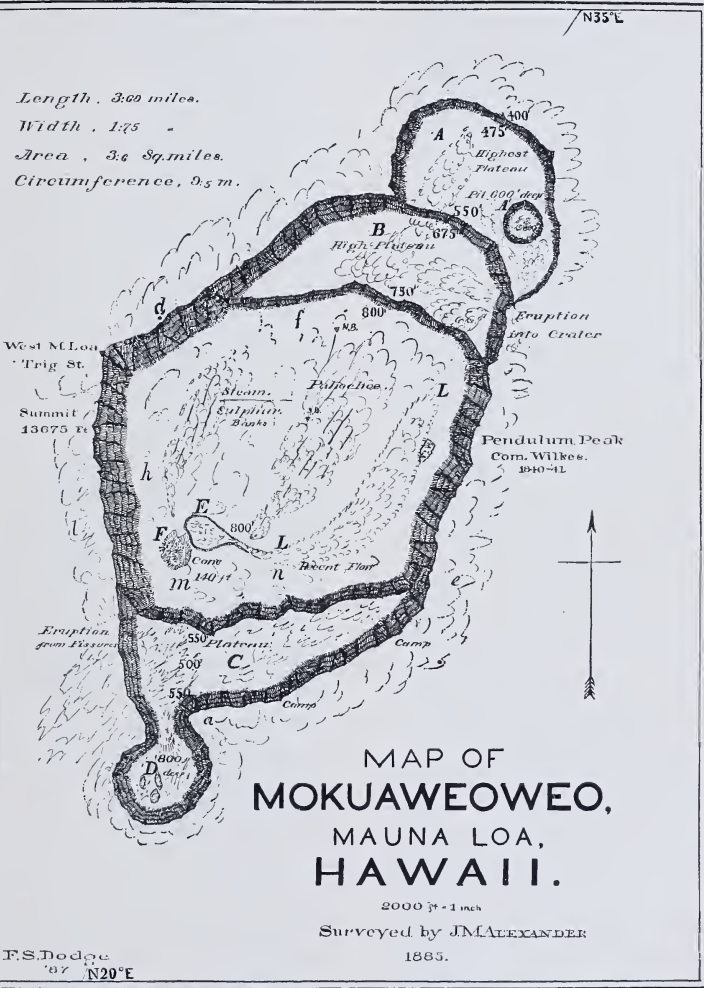 N35°E
Length, 3:60 miles.
Width, 1:75 "
Area, 3:6 Sq. miles.
Circumference, 9:5 m.
400'
A
475'
Highest
Plateau
Pit 600' deep
A'
550'
B
675'
High Plateau
750'
800'
d
f
N.B.
Eruption
into Crater
West M. Loa
Trig St.
Summit
13675 Ft
Steam
Sulphur
Banks
Pahoehoe
L
Pendulum Peak
Com. Wilkes.
1840-41.
h
l
E
800'
F
L
Cone
140 ft
m
n
Recent Flow
e
Eruption
from Fissure
550'
Plateau
500'
C
Camp
550'
Camp
a
800'
D
deep
MAP OF
MOKUAWEOWEO,
MAUNA LOA,
HAWAII.
2000 ft = 1 inch
Surveyed by J.M.ALEXANDER
1885.
F.S.Dodge
'87
N20°E